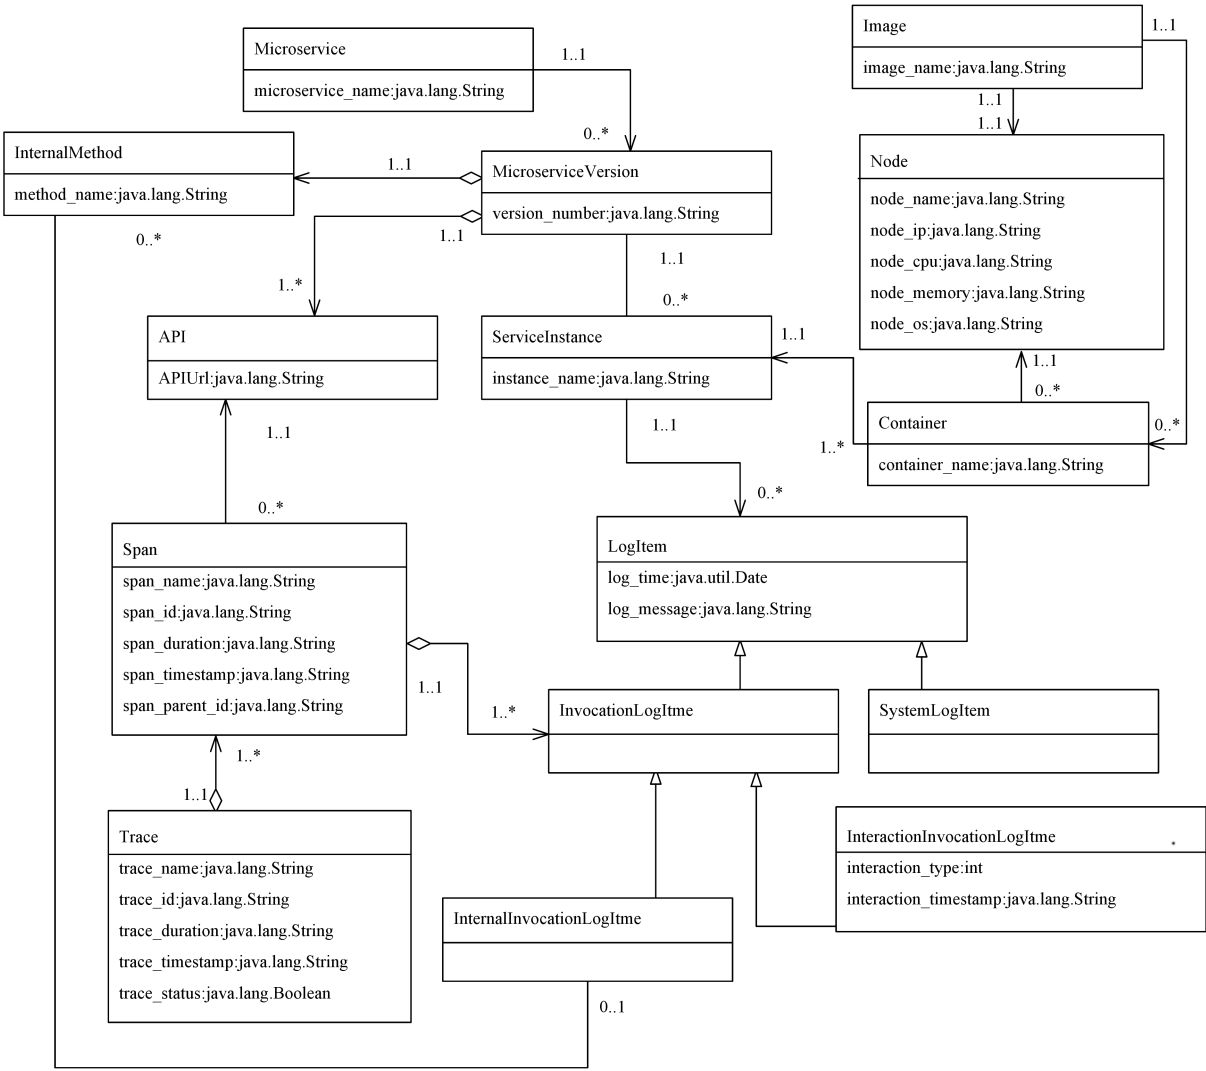 Microservice
microservice_name:java.lang.String
1..1
0..*
Image
image_name:java.lang.String
1..1
1..1
1..1
InternalMethod
method_name:java.lang.String
1..1
0..*
MicroserviceVersion
version_number:java.lang.String
1..1
1..*
1..1
0..*
Node
node_name:java.lang.String
node_ip:java.lang.String
node_cpu:java.lang.String
node_memory:java.lang.String
node_os:java.lang.String
API
APIUrl:java.lang.String
ServiceInstance
instance_name:java.lang.String
1..1
1..1
0..*
1..1
0..*
1..1
0..*
1..*
0..*
Container
container_name:java.lang.String
Span
span_name:java.lang.String
span_id:java.lang.String
span_duration:java.lang.String
span_timestamp:java.lang.String
span_parent_id:java.lang.String
1..1
1..*
LogItem
log_time:java.util.Date
log_message:java.lang.String
InvocationLogItme
SystemLogItem
1..*
1..1
Trace
trace_name:java.lang.String
trace_id:java.lang.String
trace_duration:java.lang.String
trace_timestamp:java.lang.String
trace_status:java.lang.Boolean
InteractionInvocationLogItme
interaction_type:int
interaction_timestamp:java.lang.String
InternalInvocationLogItme
0..1